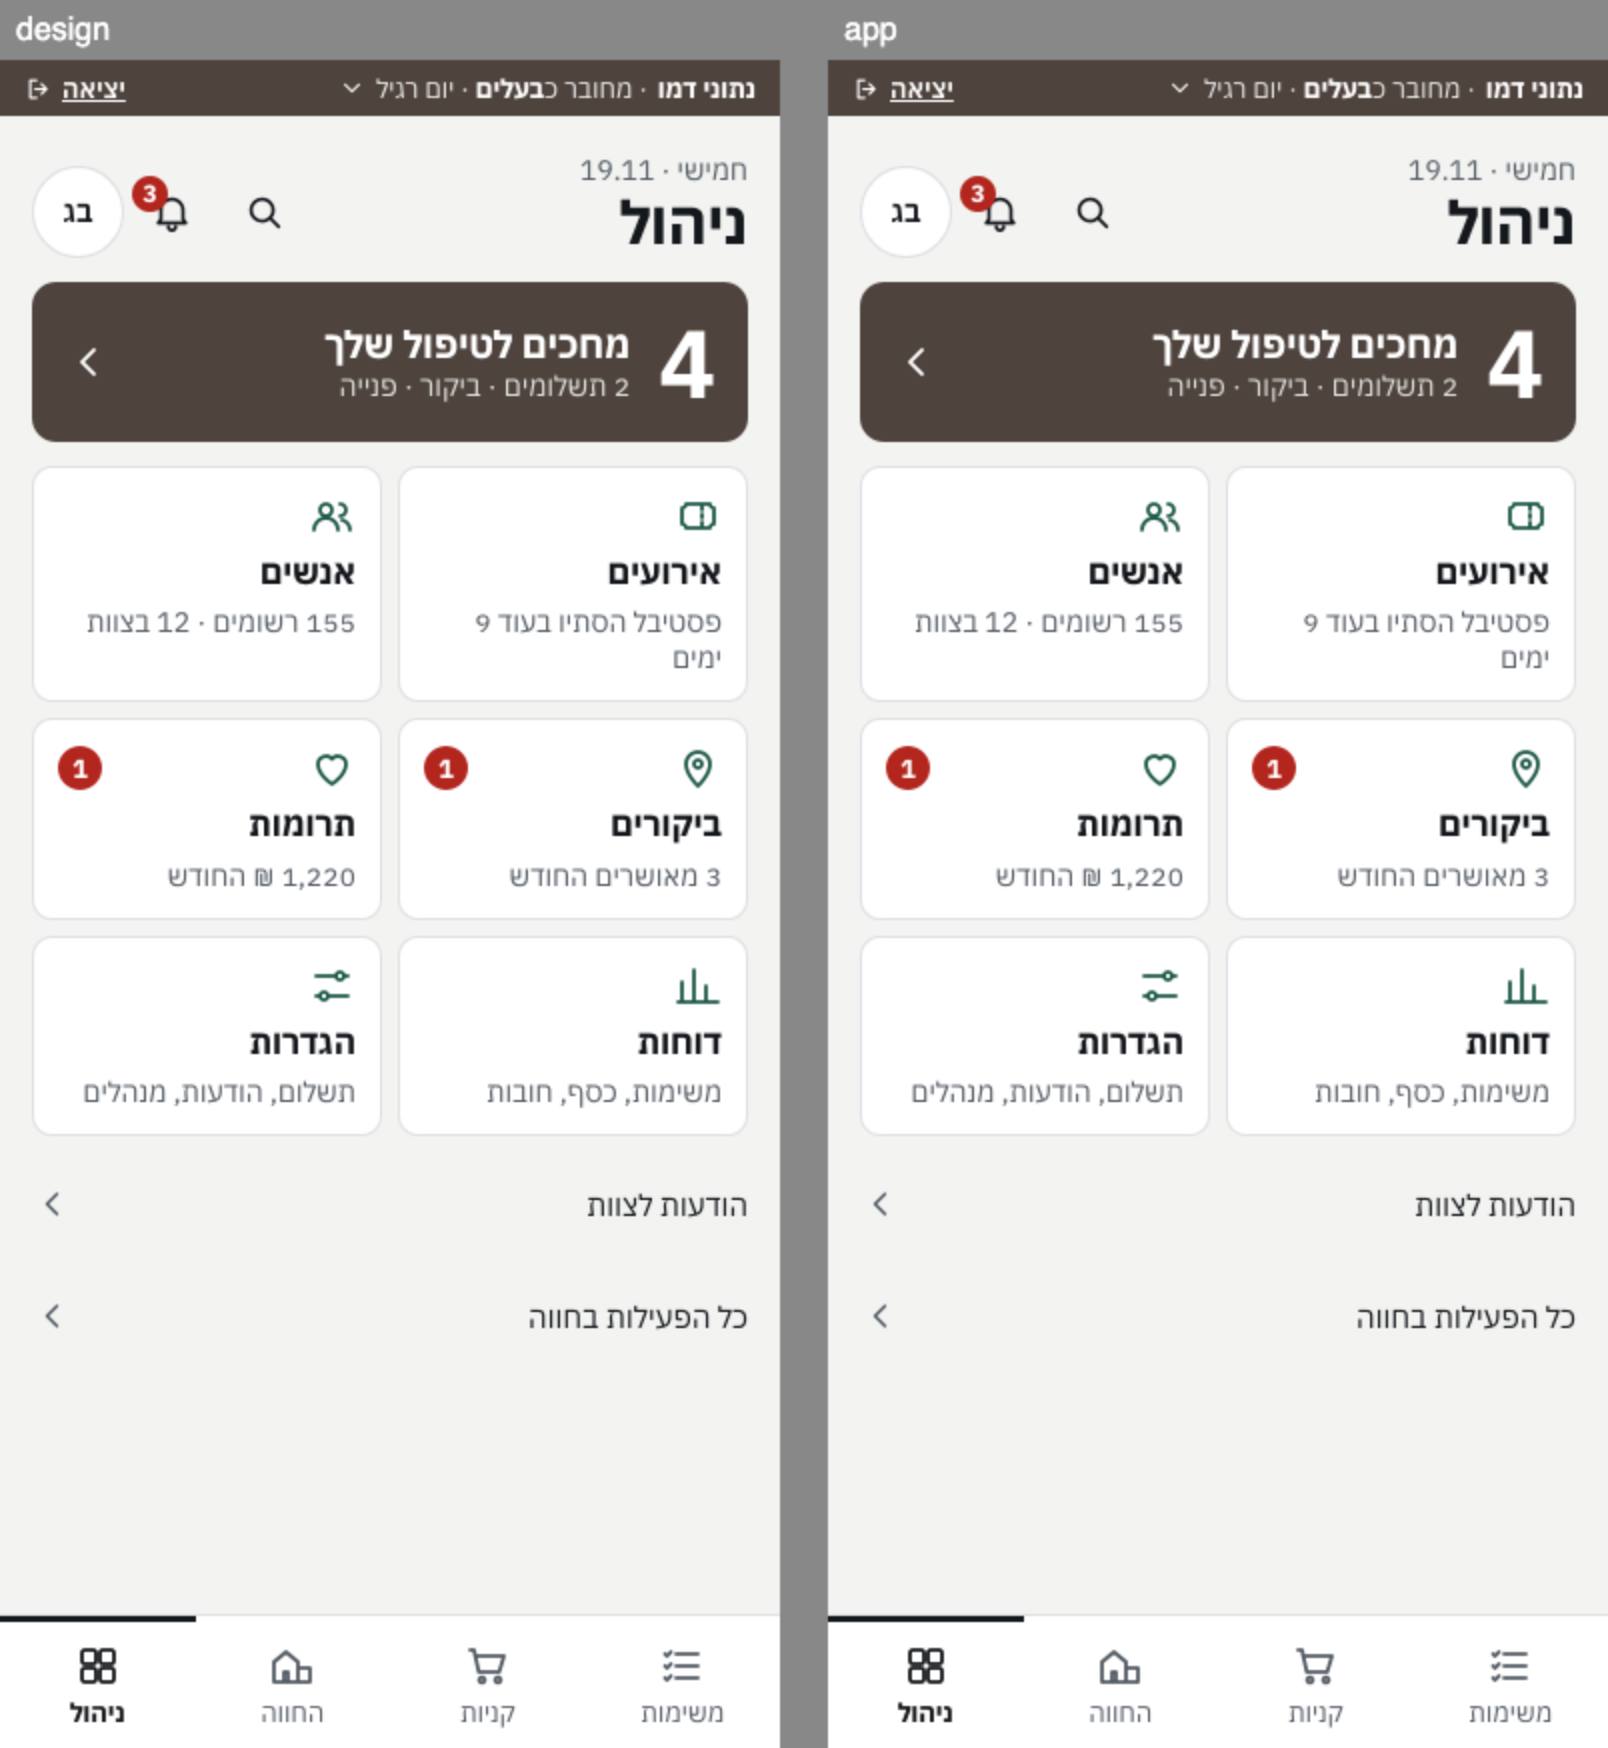 design
נתוני דמו · מחובר כבעלים · יום רגיל
יציאה
חמישי · 19.11
ניהול
3
בג
4
מחכים לטיפול שלך
2 תשלומים · ביקור · פנייה
אירועים
פסטיבל הסתיו בעוד 9
ימים
אנשים
155 רשומים · 12 בצוות
ביקורים
3 מאושרים החודש
1
תרומות
1,220 ₪ החודש
1
דוחות
משימות, כסף, חובות
הגדרות
תשלום, הודעות, מנהלים
הודעות לצוות
כל הפעילות בחווה
משימות
קניות
החווה
ניהול
app
נתוני דמו · מחובר כבעלים · יום רגיל
יציאה
חמישי · 19.11
ניהול
3
בג
4
מחכים לטיפול שלך
2 תשלומים · ביקור · פנייה
אירועים
פסטיבל הסתיו בעוד 9
ימים
אנשים
155 רשומים · 12 בצוות
ביקורים
3 מאושרים החודש
1
תרומות
1,220 ₪ החודש
1
דוחות
משימות, כסף, חובות
הגדרות
תשלום, הודעות, מנהלים
הודעות לצוות
כל הפעילות בחווה
משימות
קניות
החווה
ניהול